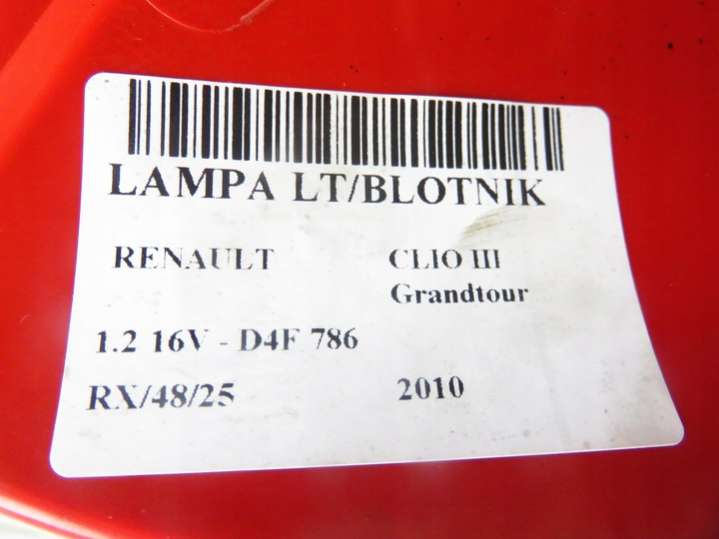 LAMPA LT/BLOTNIK
RENAULT CLIO III
Grandtour
1.2 16V - D4F 786
RX/48/25 2010